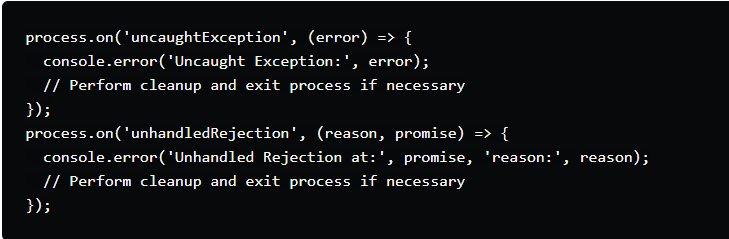 process.on('uncaughtException', (error) => {
  console.error('Uncaught Exception:', error);
  // Perform cleanup and exit process if necessary
});
process.on('unhandledRejection', (reason, promise) => {
  console.error('Unhandled Rejection at:', promise, 'reason:', reason);
  // Perform cleanup and exit process if necessary
});